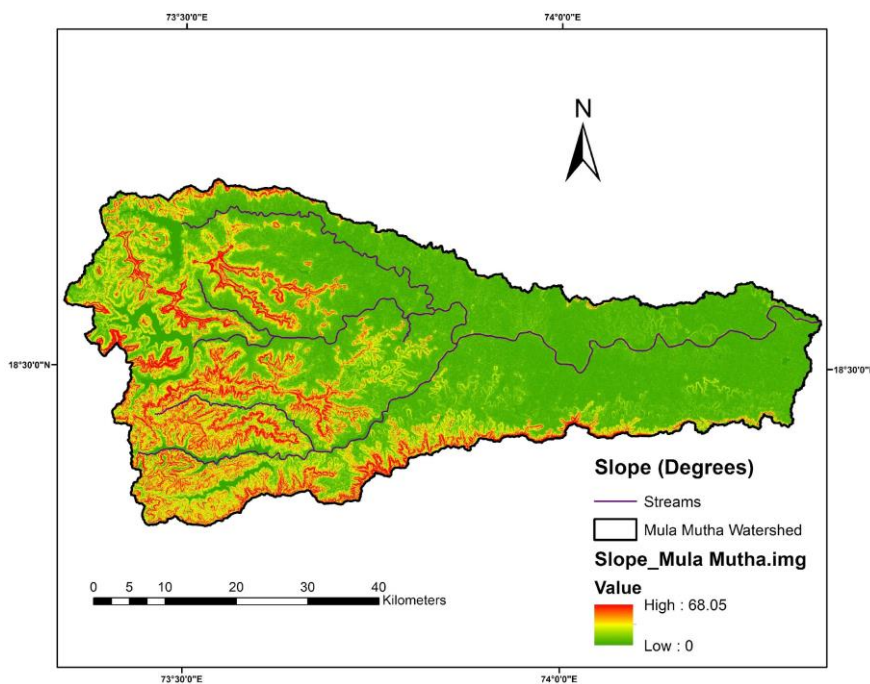 73°30'0"E
74°0'0"E
N
18°30'0"N
18°30'0"N
Slope (Degrees)
Streams
Mula Mutha Watershed
Slope_Mula Mutha.img
Value
High : 68.05
Low : 0
0 5 10 20 30 40
Kilometers
73°30'0"E
74°0'0"E